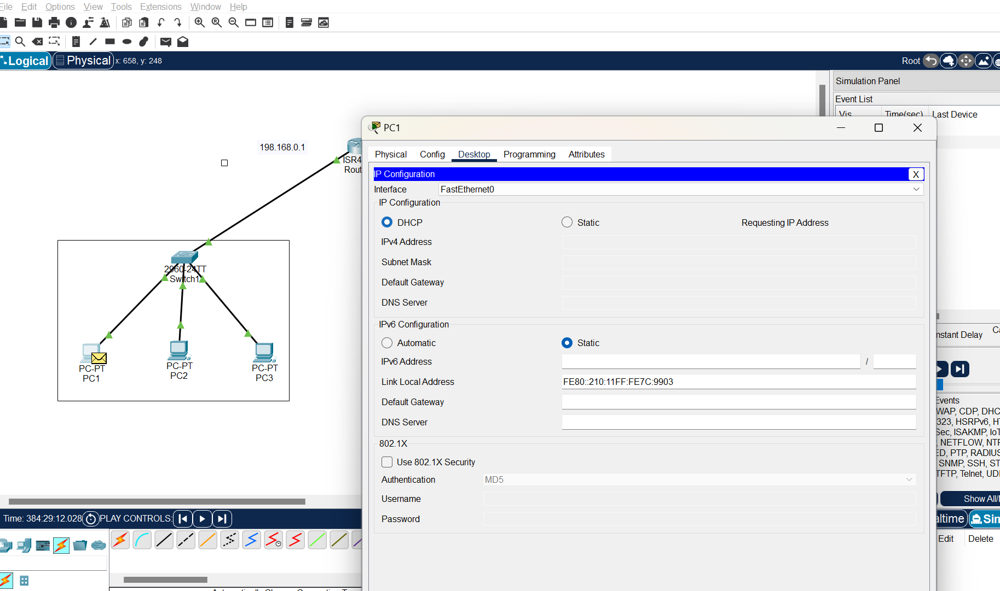 File Edit Options View Tools Extensions Window Help
Logical Physical x: 658, y: 248 Root
Simulation Panel
Event List
Vis. Time(sec) Last Device
198.168.0.1
ISR4
Rout
2960-24TT
Switch1
PC-PT
PC1
PC-PT
PC2
PC-PT
PC3
PC1
Physical Config Desktop Programming Attributes
IP Configuration X
Interface FastEthernet0
IP Configuration
DHCP Static Requesting IP Address
IPv4 Address
Subnet Mask
Default Gateway
DNS Server
IPv6 Configuration
Automatic Static
IPv6 Address /
Link Local Address FE80::210:11FF:FE7C:9903
Default Gateway
DNS Server
802.1X
Use 802.1X Security
Authentication MD5
Username
Password
nstant Delay Ca
Events
WAP, CDP, DHC
323, HSRPv6, HT
Sec, ISAKMP, IoT
, NETFLOW, NTP
ED, PTP, RADIUS
SNMP, SSH, ST
TFTP, Telnet, UD
Show All/
Time: 384:29:12.028 PLAY CONTROLS:
altime Sim
Edit Delete